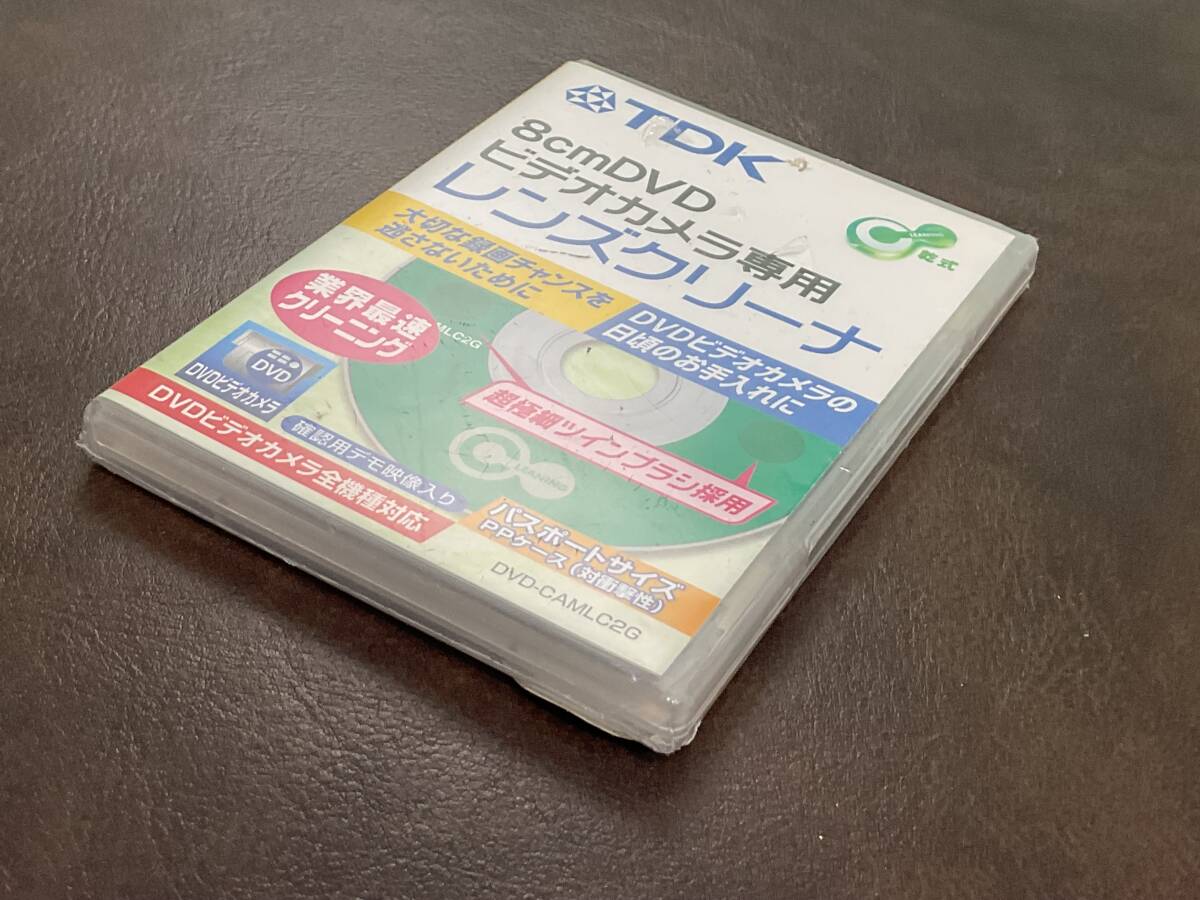 TDK
8cmDVD
ビデオカメラ専用
レンズクリーナ
CLEANING
乾式
大切な録画チャンスを
逃さないために
DVDビデオカメラの
日頃のお手入れに
業界最速
クリーニング
MLC2G
DVD
DVDビデオカメラ
超極細ツインブラシ採用
CLEANING
確認用デモ映像入り
DVDビデオカメラ全機種対応
パスポートサイズ
PPケース(対衝撃性)
DVD-CAMLC2G